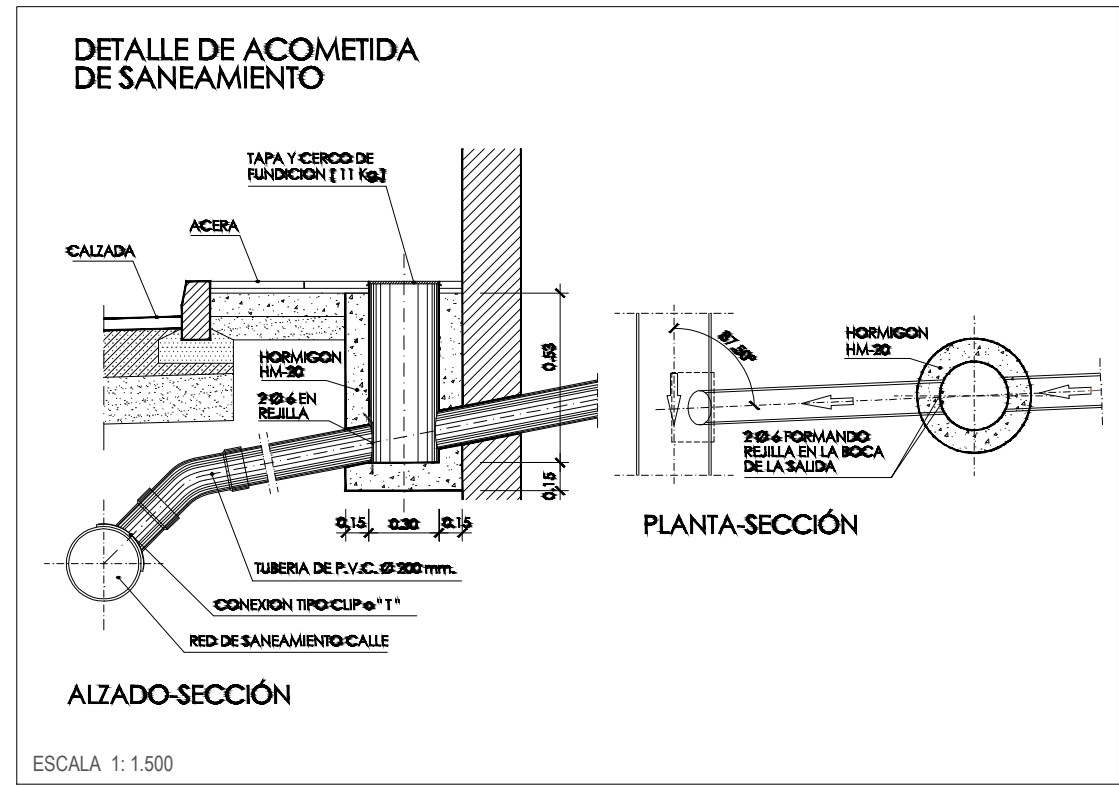 DETALLE DE ACOMETIDA
DE SANEAMIENTO
TAPA Y CERCO DE
FUNDICION [ 11 Kg.]
ACERA
CALZADA
HORMIGON
HM-20
2 Ø 6 EN
REJILLA
0.53
0.15
0.15
0.30
0.15
TUBERIA DE P.V.C. Ø 200 mm.
CONEXION TIPO CLIP o " T "
RED DE SANEAMIENTO CALLE
ALZADO-SECCIÓN
HORMIGON
HM-20
2 Ø 6 FORMANDO
REJILLA EN LA BOCA
DE LA SALIDA
PLANTA-SECCIÓN
ESCALA 1: 1.500